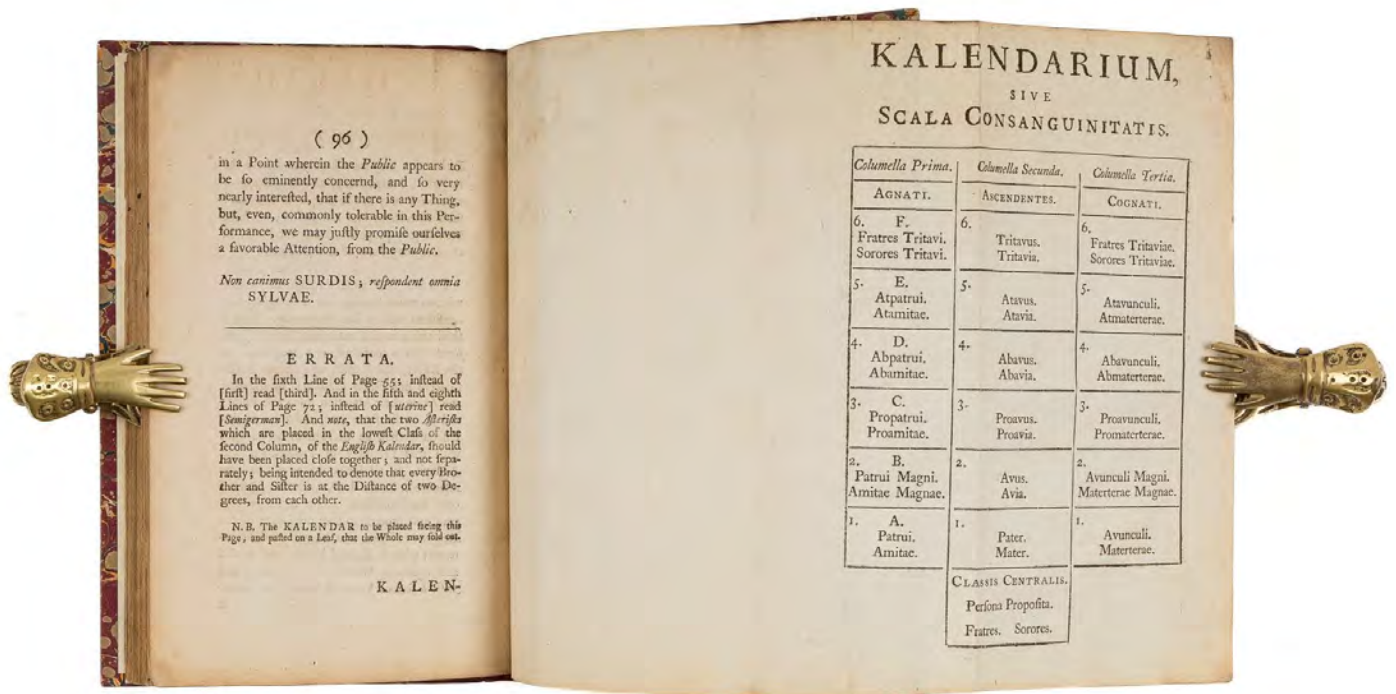 ( 96 )
in a Point wherein the Public appears to
be ſo eminently concernd, and ſo very
nearly intereſted, that if there is any Thing,
but, even, commonly tolerable in this Per-
formance, we may juſtly promiſe ourſelves
a favorable Attention, from the Public.
Non canimus SURDIS; reſpondent omnia
SYLVAE.
ERRATA.
In the ſixth Line of Page 55; inſtead of
[firſt] read [third]. And in the fifth and eighth
Lines of Page 72; inſtead of [uterine] read
[Semigerman]. And note, that the two Aſteriſks
which are placed in the loweſt Claſs of the
ſecond Column, of the Engliſh Kalendar, ſhould
have been placed cloſe together; and not ſepa-
rately; being intended to denote that every Bro-
ther and Siſter is at the Diſtance of two De-
grees, from each other.
N. B. The KALENDAR to be placed facing this
Page, and paſted on a Leaf, that the Whole may fold out.
KALEN-
KALENDARIUM,
SIVE
SCALA CONSANGUINITATIS.
Columella Prima. Columella Secunda. Columella Tertia.
AGNATI. ASCENDENTES. COGNATI.
6. F. 6. 6.
Fratres Tritavi. Tritavus. Fratres Tritaviae.
Sorores Tritavi. Tritavia. Sorores Tritaviae.
5. E. 5. 5.
Atpatrui. Atavus. Atavunculi.
Atamitae. Atavia. Atmaterterae.
4. D. 4. 4.
Abpatrui. Abavus. Abavunculi.
Abamitae. Abavia. Abmaterterae.
3. C. 3. 3.
Propatrui. Proavus. Proavunculi.
Proamitae. Proavia. Promaterterae.
2. B. 2. 2.
Patrui Magni. Avus. Avunculi Magni.
Amitae Magnae. Avia. Materterae Magnae.
1. A. 1. 1.
Patrui. Pater. Avunculi.
Amitae. Mater. Materterae.
CLASSIS CENTRALIS.
Perſona Propoſita.
Fratres. Sorores.